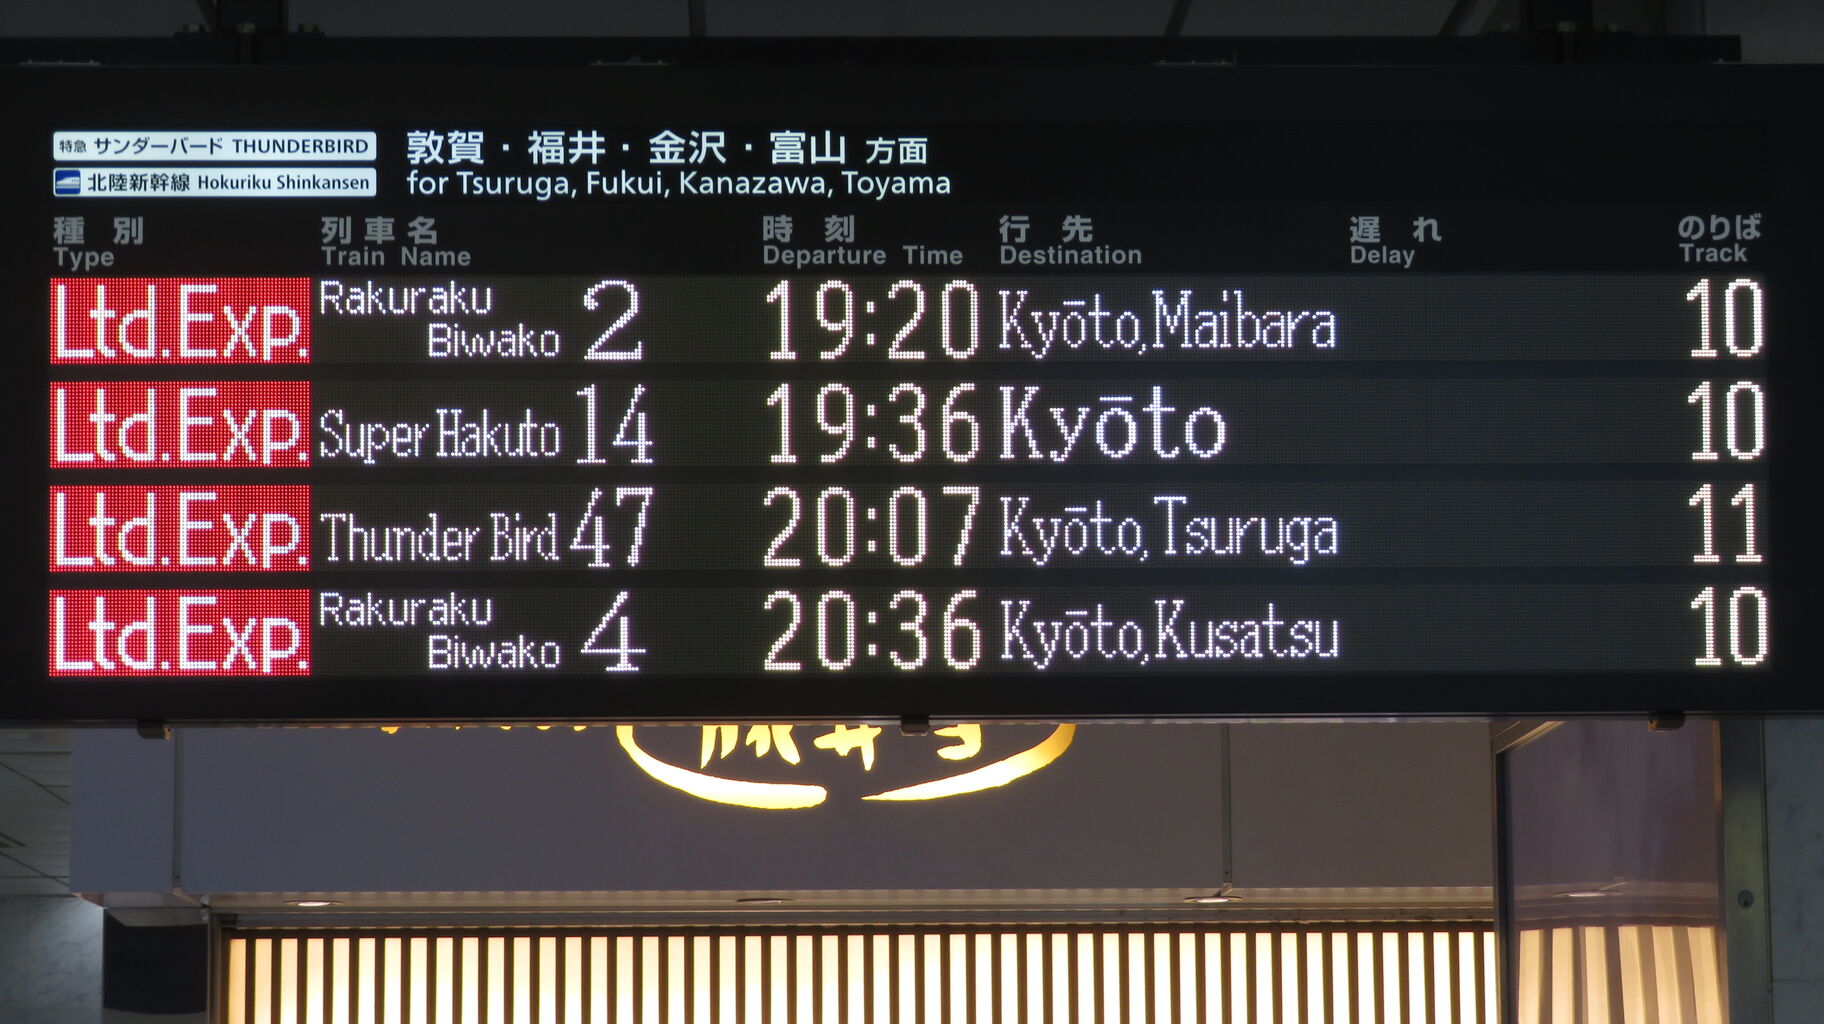 特急 サンダーバード THUNDERBIRD
北陸新幹線 Hokuriku Shinkansen
敦賀・福井・金沢・富山 方面
for Tsuruga, Fukui, Kanazawa, Toyama
種別 列車名 時刻 行先 遅れ のりば
Type Train Name Departure Time Destination Delay Track
Ltd.Exp. Rakuraku Biwako 2 19:20 Kyōto,Maibara 10
Ltd.Exp. Super Hakuto 14 19:36 Kyōto 10
Ltd.Exp. Thunder Bird 47 20:07 Kyōto,Tsuruga 11
Ltd.Exp. Rakuraku Biwako 4 20:36 Kyōto,Kusatsu 10